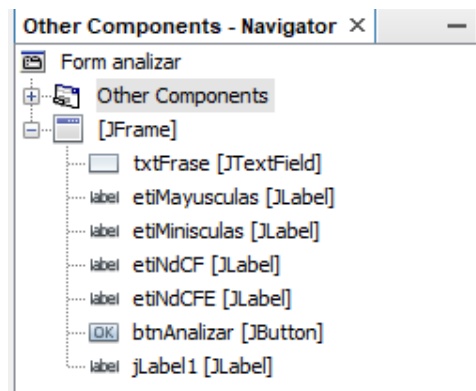 Other Components - Navigator ×
Form analizar
Other Components
[JFrame]
txtFrase [JTextField]
label etiMayusculas [JLabel]
label etiMinisculas [JLabel]
label etiNdCF [JLabel]
label etiNdCFE [JLabel]
OK btnAnalizar [JButton]
label jLabel1 [JLabel]